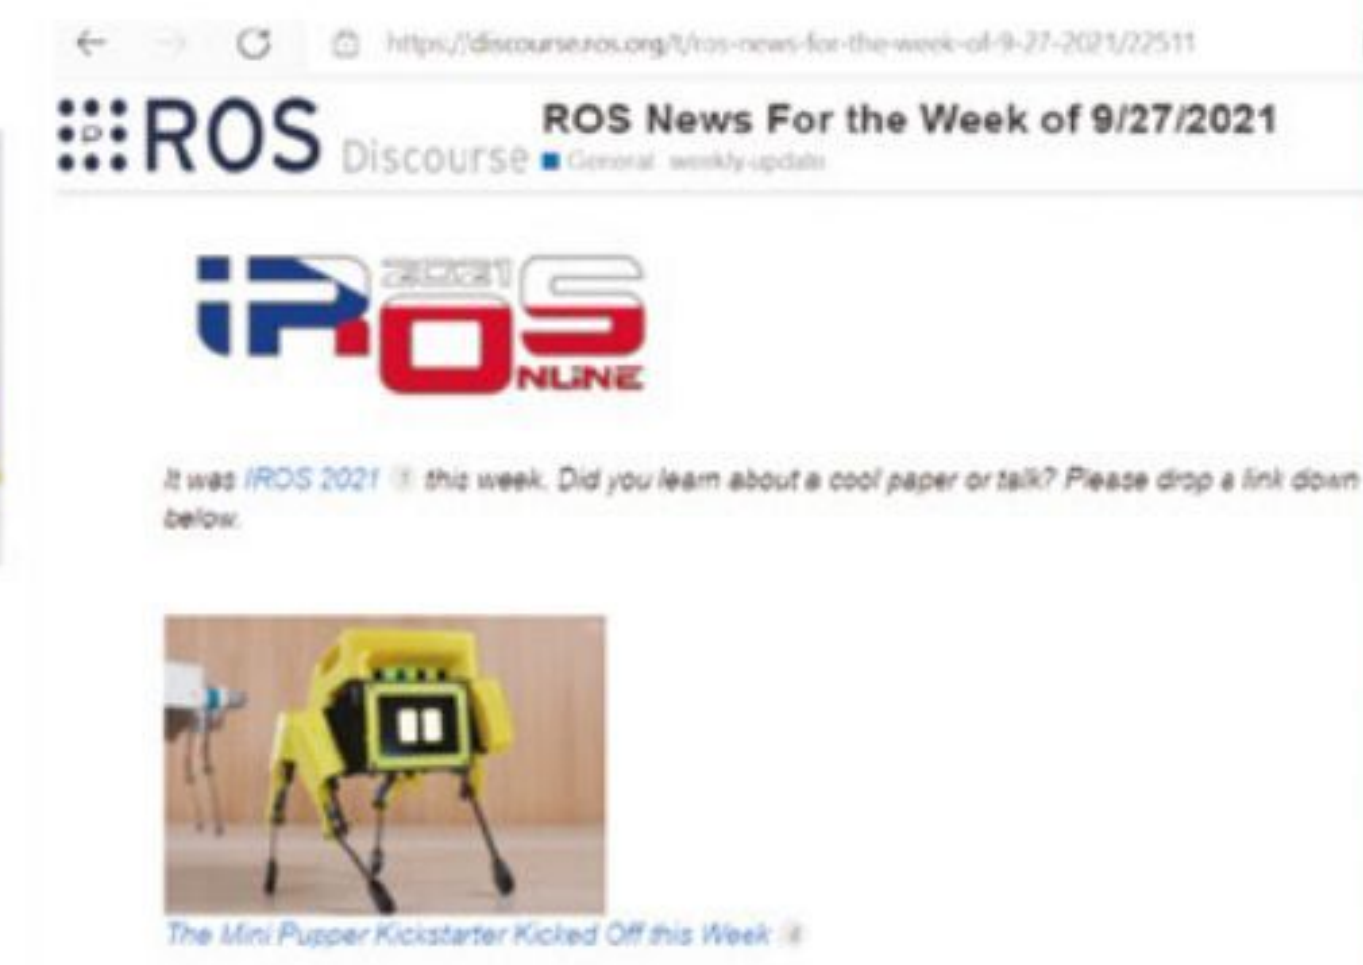 https://discourse.ros.org/t/ros-news-for-the-week-of-9-27-2021/22511
ROS Discourse
ROS News For the Week of 9/27/2021
General weekly-update
iROS 2021 ONLINE
It was IROS 2021 this week. Did you learn about a cool paper or talk? Please drop a link down
below.
The Mini Pupper Kickstarter Kicked Off this Week